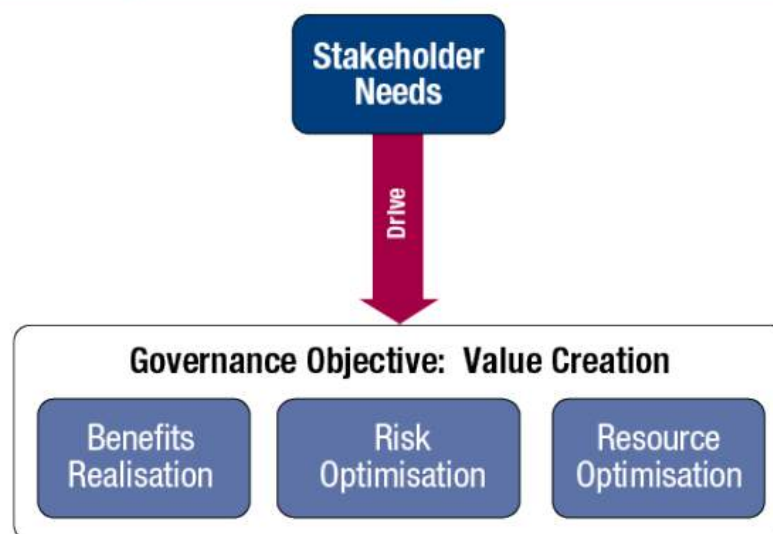 Stakeholder
Needs
Drive
Governance Objective: Value Creation
Benefits
Realisation
Risk
Optimisation
Resource
Optimisation